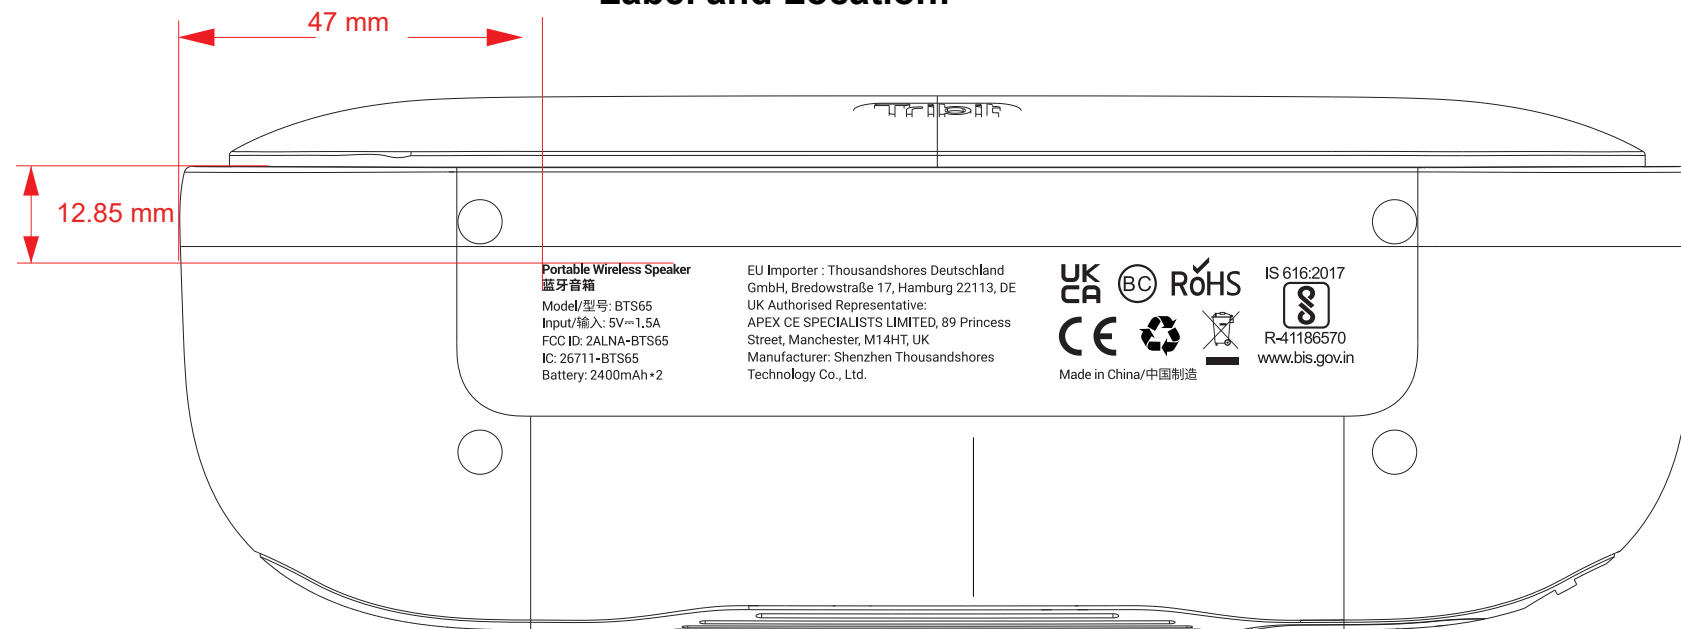 Label and Location:
47 mm
12.85 mm
Tribit
Portable Wireless Speaker
蓝牙音箱
Model/型号: BTS65
Input/输入: 5V⎓1.5A
FCC ID: 2ALNA-BTS65
IC: 26711-BTS65
Battery: 2400mAh*2
EU Importer : Thousandshores Deutschland
GmbH, Bredowstraße 17, Hamburg 22113, DE
UK Authorised Representative:
APEX CE SPECIALISTS LIMITED, 89 Princess
Street, Manchester, M14HT, UK
Manufacturer: Shenzhen Thousandshores
Technology Co., Ltd.
UK
CA
BC
RoHS
CE
Made in China/中国制造
IS 616:2017
R-41186570
www.bis.gov.in